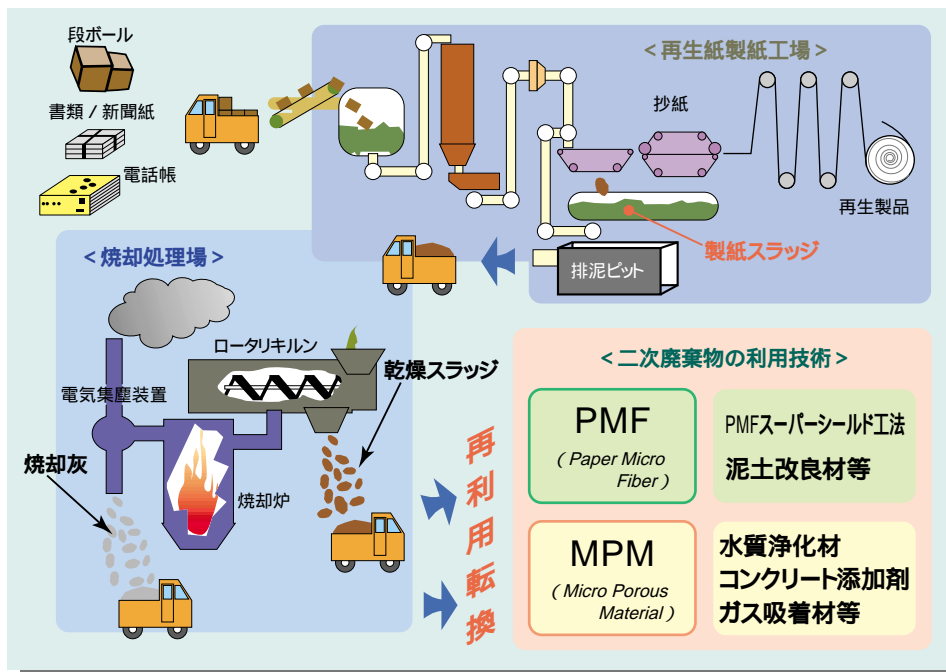 段ボール
書類 / 新聞紙
電話帳
＜再生紙製紙工場＞
抄紙
再生製品
製紙スラッジ
排泥ピット
＜焼却処理場＞
ロータリキルン
乾燥スラッジ
電気集塵装置
焼却灰
焼却炉
再利用転換
＜二次廃棄物の利用技術＞
PMF
( Paper Micro
Fiber )
PMFスーパーシールド工法
泥土改良材等
MPM
( Micro Porous
Material )
水質浄化材
コンクリート添加剤
ガス吸着材等